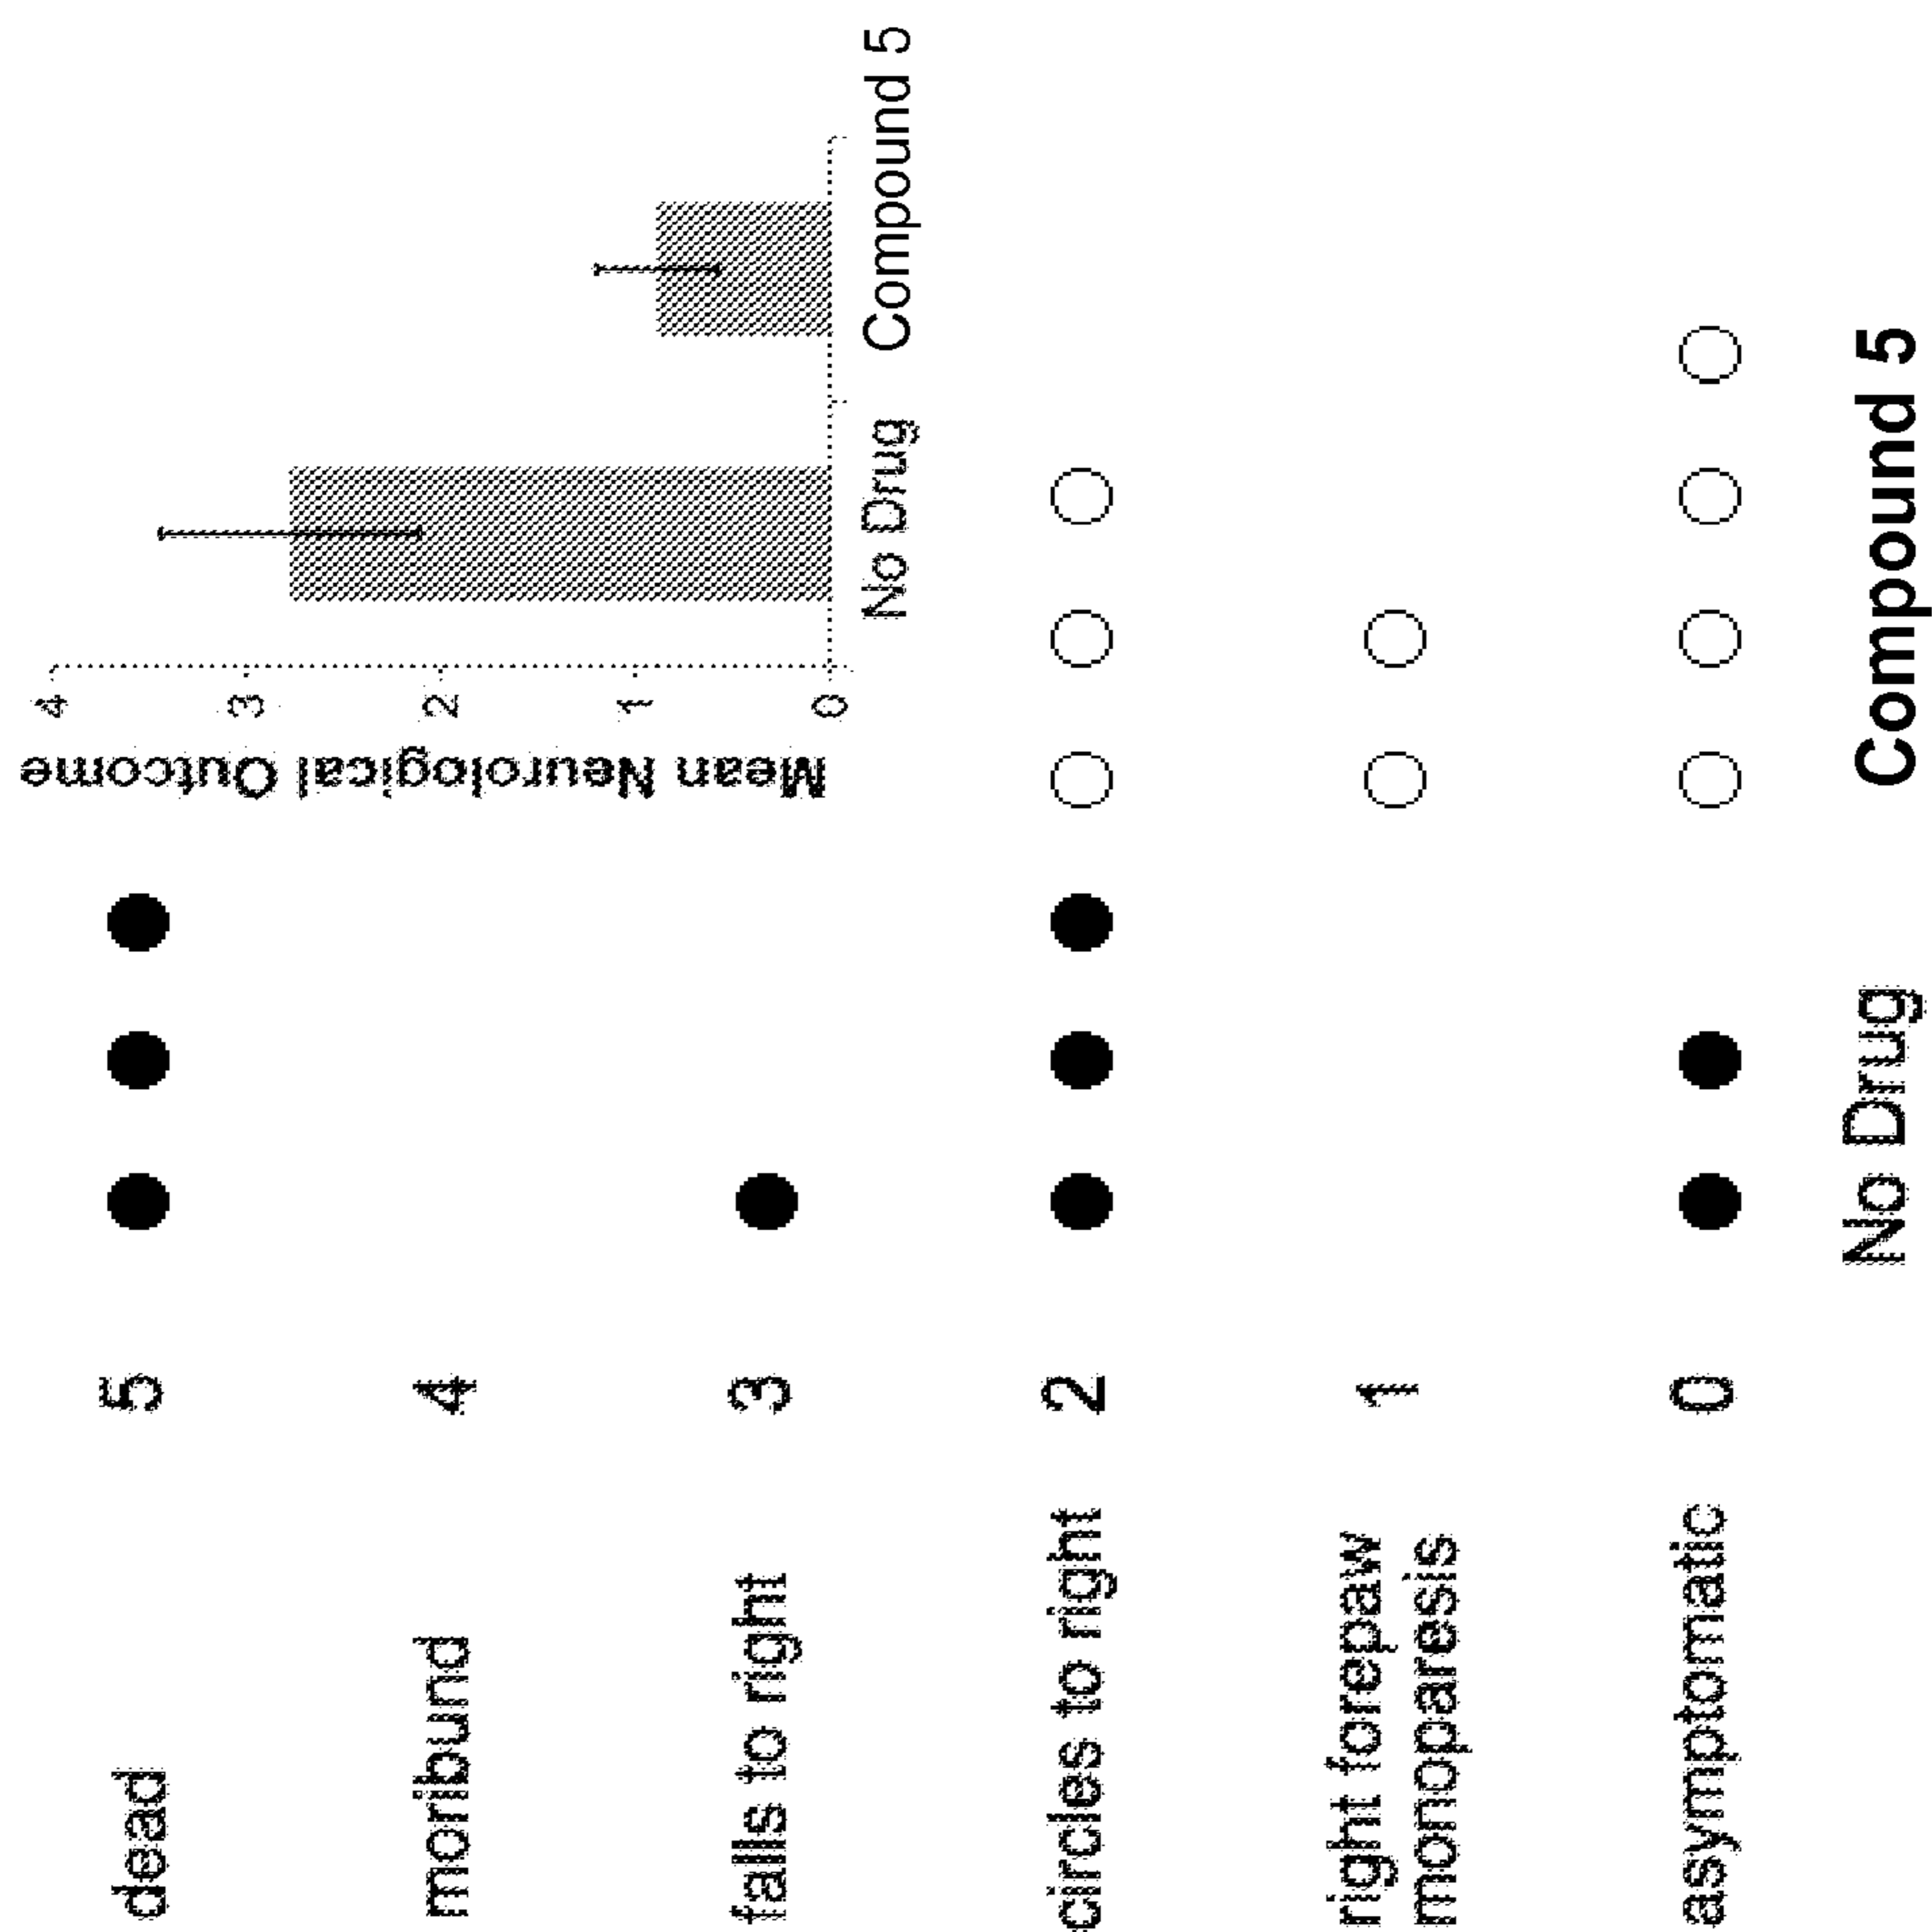 dead 5
moribund 4
falls to right 3
circles to right 2
right forepaw
monoparesis
1
asymptomatic 0
No Drug
Compound 5
Mean Neurological Outcome
4
3
2
1
0
No Drug
Compound 5